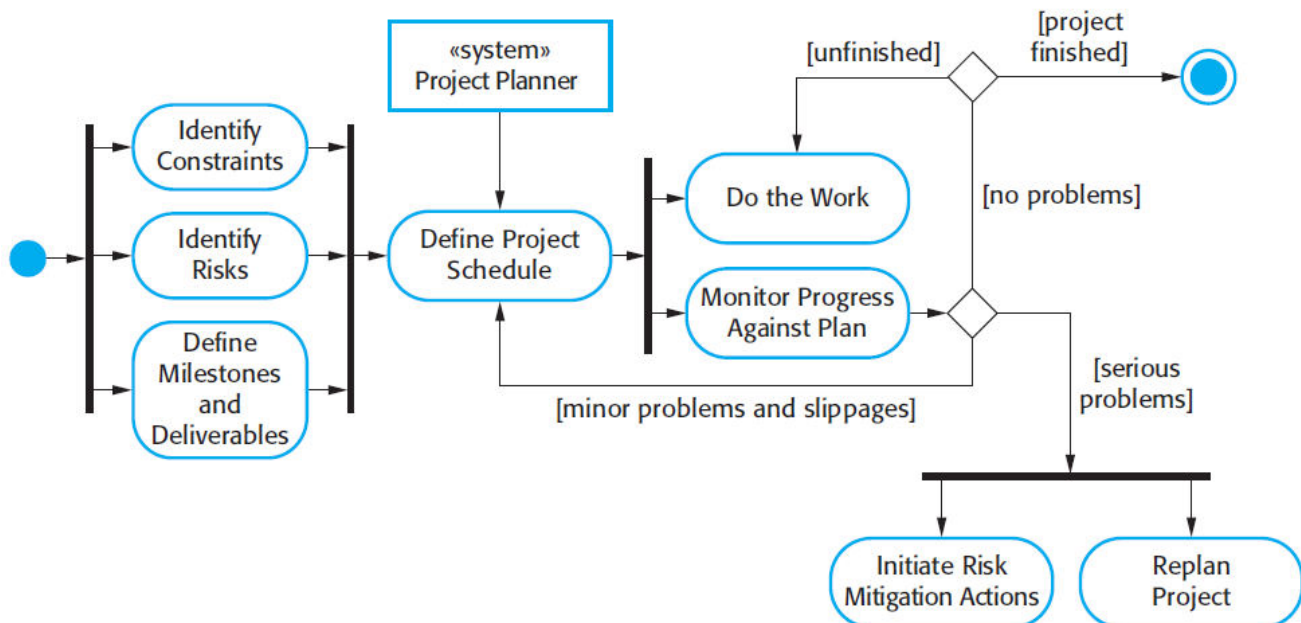 «system»
Project Planner
[unfinished]
[project
finished]
Identify
Constraints
Identify
Risks
Define
Milestones
and
Deliverables
Define Project
Schedule
Do the Work
[no problems]
Monitor Progress
Against Plan
[minor problems and slippages]
[serious
problems]
Initiate Risk
Mitigation Actions
Replan
Project